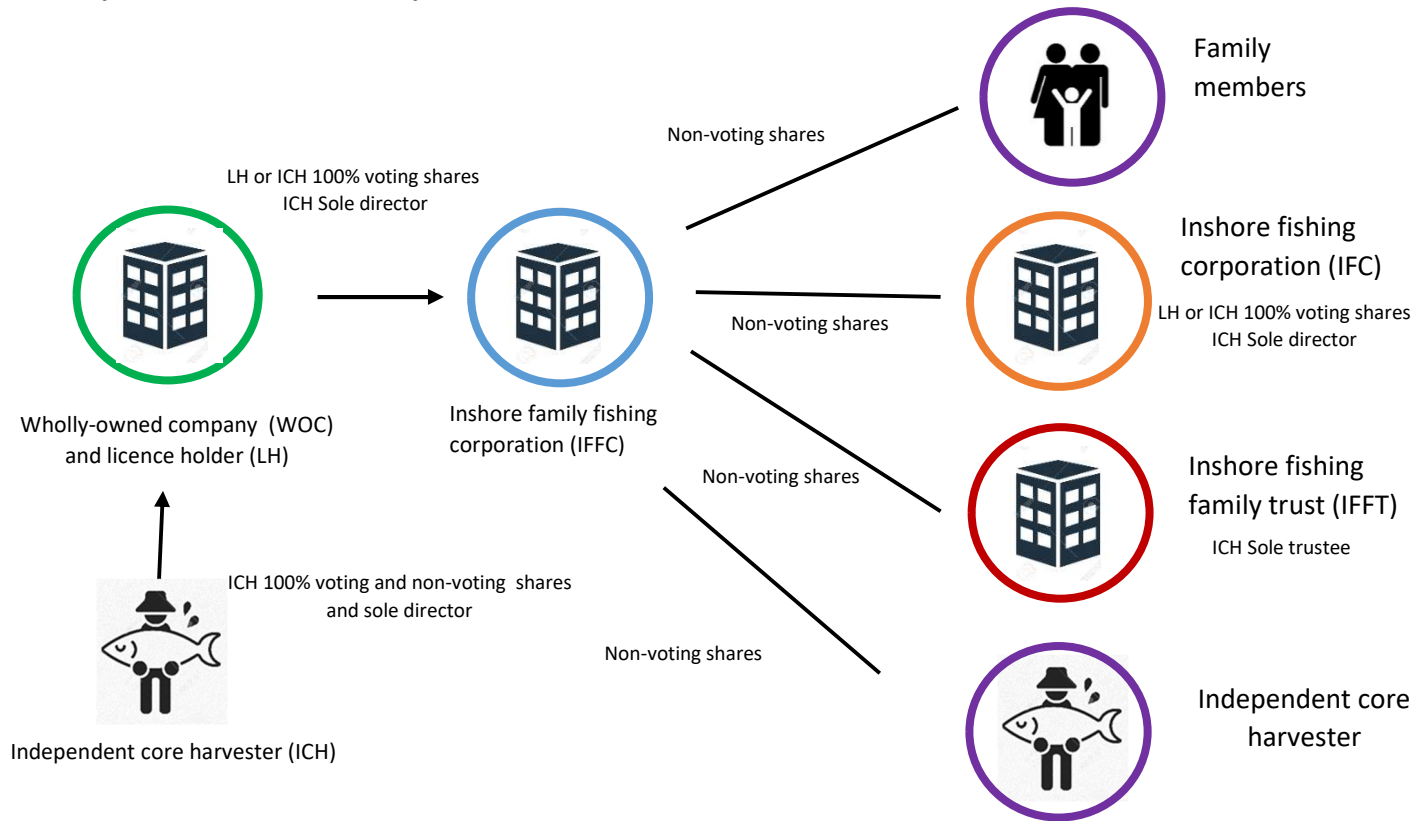 Family
members
Non-voting shares
LH or ICH 100% voting shares
ICH Sole director
Inshore fishing
corporation (IFC)
LH or ICH 100% voting shares
ICH Sole director
Non-voting shares
Wholly-owned company (WOC)
and licence holder (LH)
Inshore family fishing
corporation (IFFC)
Non-voting shares
Inshore fishing
family trust (IFFT)
ICH Sole trustee
ICH 100% voting and non-voting shares
and sole director
Non-voting shares
Independent core
harvester
Independent core harvester (ICH)